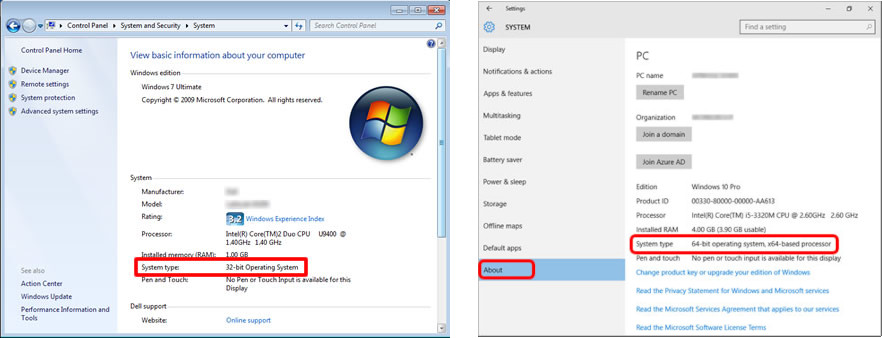 Control Panel ▸ System and Security ▸ System
Search Control Panel
Control Panel Home
Device Manager
Remote settings
System protection
Advanced system settings
See also
Action Center
Windows Update
Performance Information and
Tools
View basic information about your computer
Windows edition
Windows 7 Ultimate
Copyright © 2009 Microsoft Corporation. All rights reserved.
System
Manufacturer:
Model:
Rating: 3.2 Windows Experience Index
Processor: Intel(R) Core(TM)2 Duo CPU U9400 @
1.40GHz 1.40 GHz
Installed memory (RAM): 1.00 GB
System type: 32-bit Operating System
Pen and Touch: No Pen or Touch Input is available for this
Display
Dell support
Website: Online support
Settings
SYSTEM
Find a setting
Display
Notifications & actions
Apps & features
Multitasking
Tablet mode
Battery saver
Power & sleep
Storage
Offline maps
Default apps
About
PC
PC name
Rename PC
Organization
Join a domain
Join Azure AD
Edition Windows 10 Pro
Product ID 00330-80000-00000-AA613
Processor Intel(R) Core(TM) i5-3320M CPU @ 2.60GHz 2.60 GHz
Installed RAM 4.00 GB (3.90 GB usable)
System type 64-bit operating system, x64-based processor
Pen and touch No pen or touch input is available for this display
Change product key or upgrade your edition of Windows
Read the Privacy Statement for Windows and Microsoft services
Read the Microsoft Services Agreement that applies to our services
Read the Microsoft Software License Terms